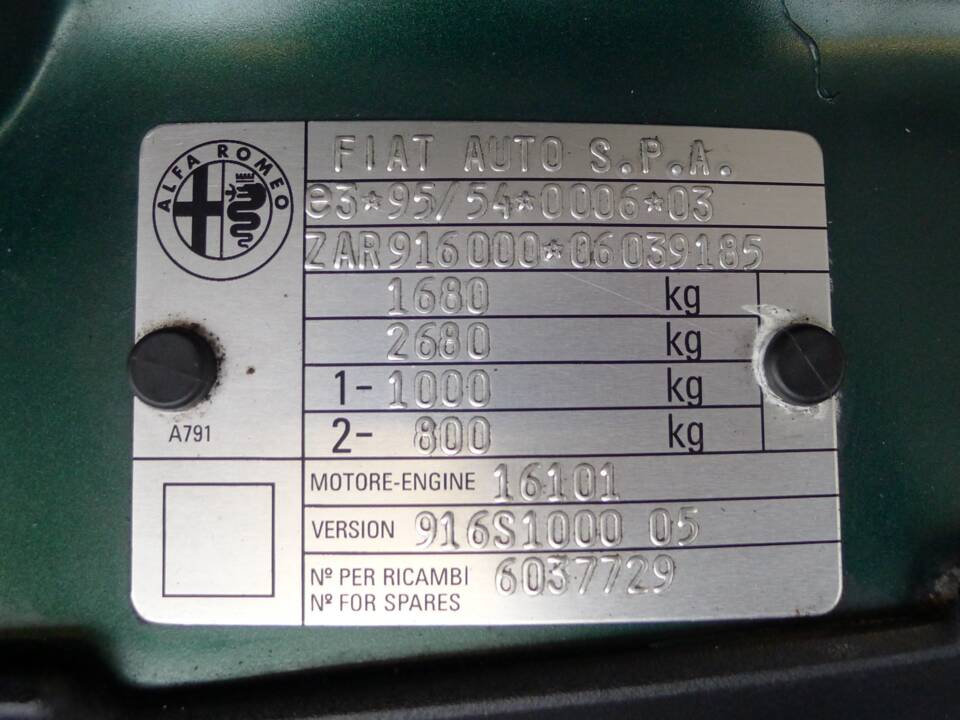 ALFA ROMEO
FIAT AUTO S.P.A.
e3*95/54*0006*03
ZAR916000*06039185
1680 kg
2680 kg
1- 1000 kg
2- 800 kg
A791
MOTORE-ENGINE 16101
VERSION 916S1000 05
Nº PER RICAMBI 6037729
Nº FOR SPARES